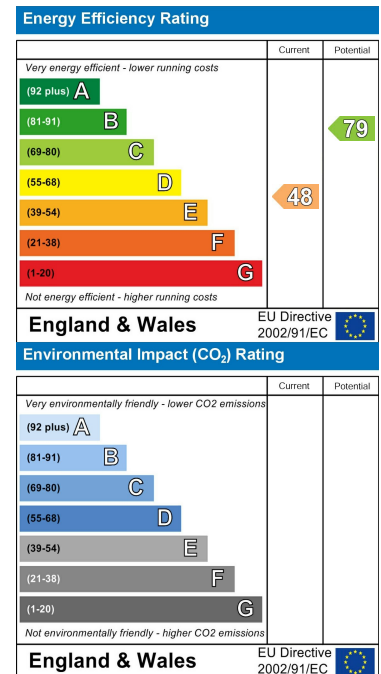 Energy Efficiency Rating
Current Potential
Very energy efficient - lower running costs
(92 plus) A
(81-91) B
(69-80) C
(55-68) D
(39-54) E
(21-38) F
(1-20) G
48
79
Not energy efficient - higher running costs
England & Wales
EU Directive
2002/91/EC
Environmental Impact (CO₂) Rating
Current Potential
Very environmentally friendly - lower CO2 emissions
(92 plus) A
(81-91) B
(69-80) C
(55-68) D
(39-54) E
(21-38) F
(1-20) G
Not environmentally friendly - higher CO2 emissions
England & Wales
EU Directive
2002/91/EC